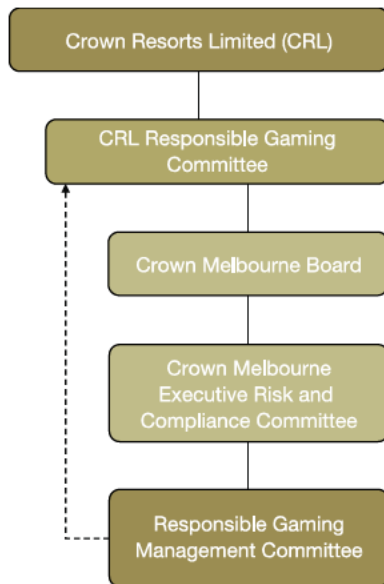 Crown Resorts Limited (CRL)
CRL Responsible Gaming
Committee
Crown Melbourne Board
Crown Melbourne
Executive Risk and
Compliance Committee
Responsible Gaming
Management Committee